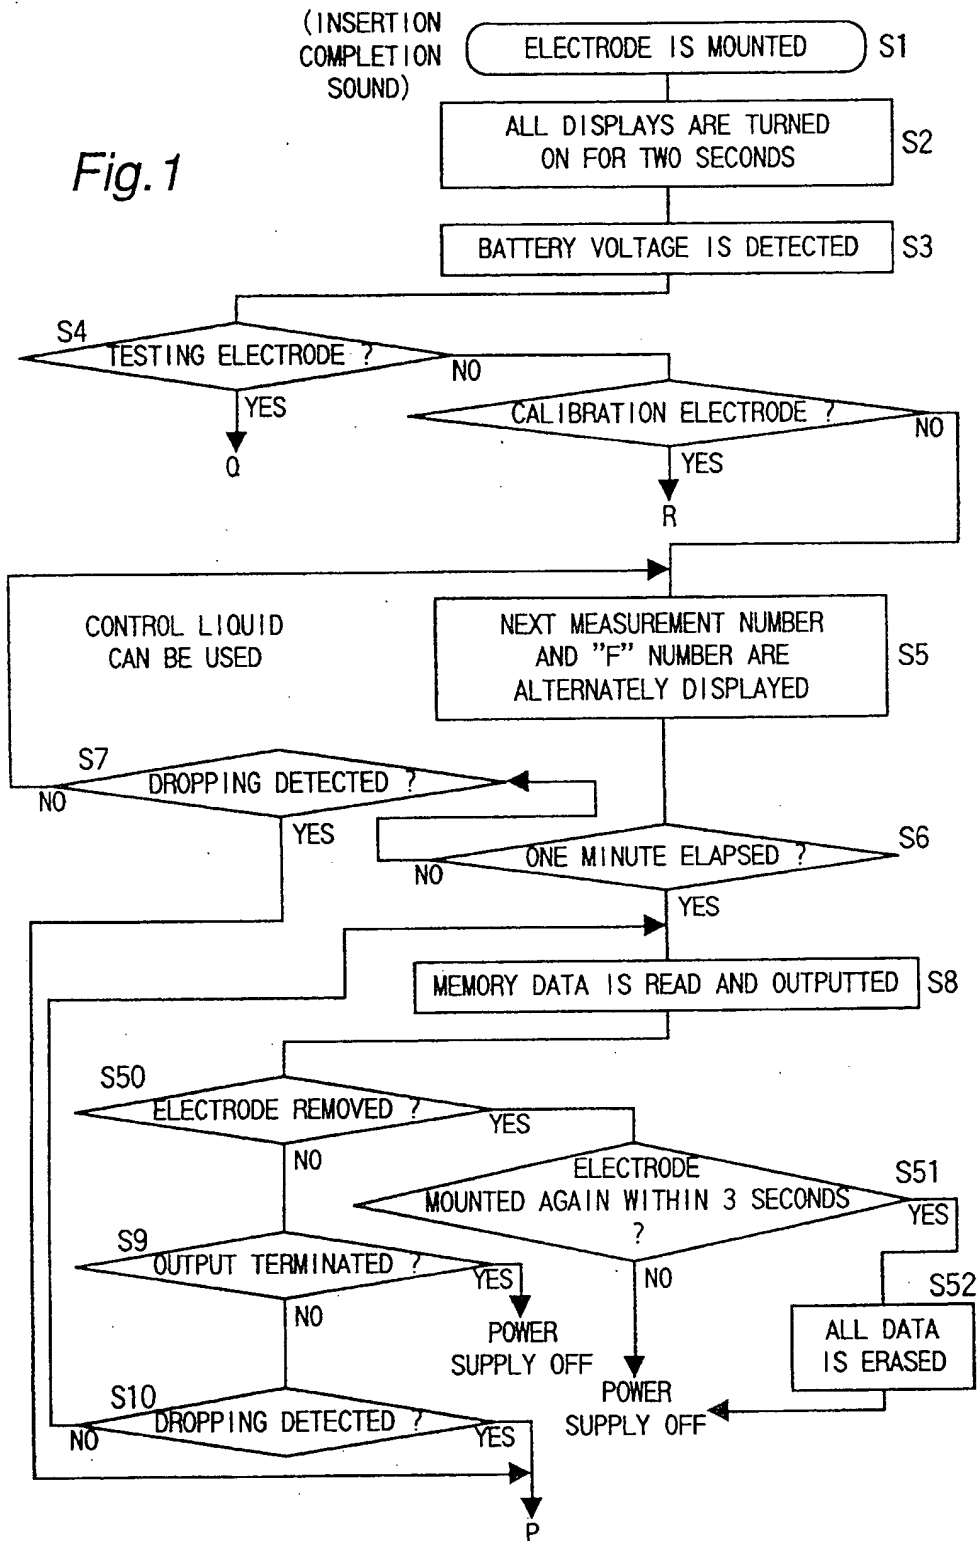 (INSERTION
COMPLETION
SOUND)
ELECTRODE IS MOUNTED
S1
ALL DISPLAYS ARE TURNED
ON FOR TWO SECONDS
S2
Fig.1
BATTERY VOLTAGE IS DETECTED
S3
S4
TESTING ELECTRODE ?
NO
YES
Q
CALIBRATION ELECTRODE ?
NO
YES
R
CONTROL LIQUID
CAN BE USED
NEXT MEASUREMENT NUMBER
AND "F" NUMBER ARE
ALTERNATELY DISPLAYED
S5
S7
DROPPING DETECTED ?
NO
YES
S6
ONE MINUTE ELAPSED ?
NO
YES
MEMORY DATA IS READ AND OUTPUTTED
S8
S50
ELECTRODE REMOVED ?
YES
NO
ELECTRODE
MOUNTED AGAIN WITHIN 3 SECONDS
?
S51
YES
NO
S9
OUTPUT TERMINATED ?
YES
NO
POWER
SUPPLY OFF
S52
ALL DATA
IS ERASED
POWER
SUPPLY OFF
S10
DROPPING DETECTED ?
NO
YES
P